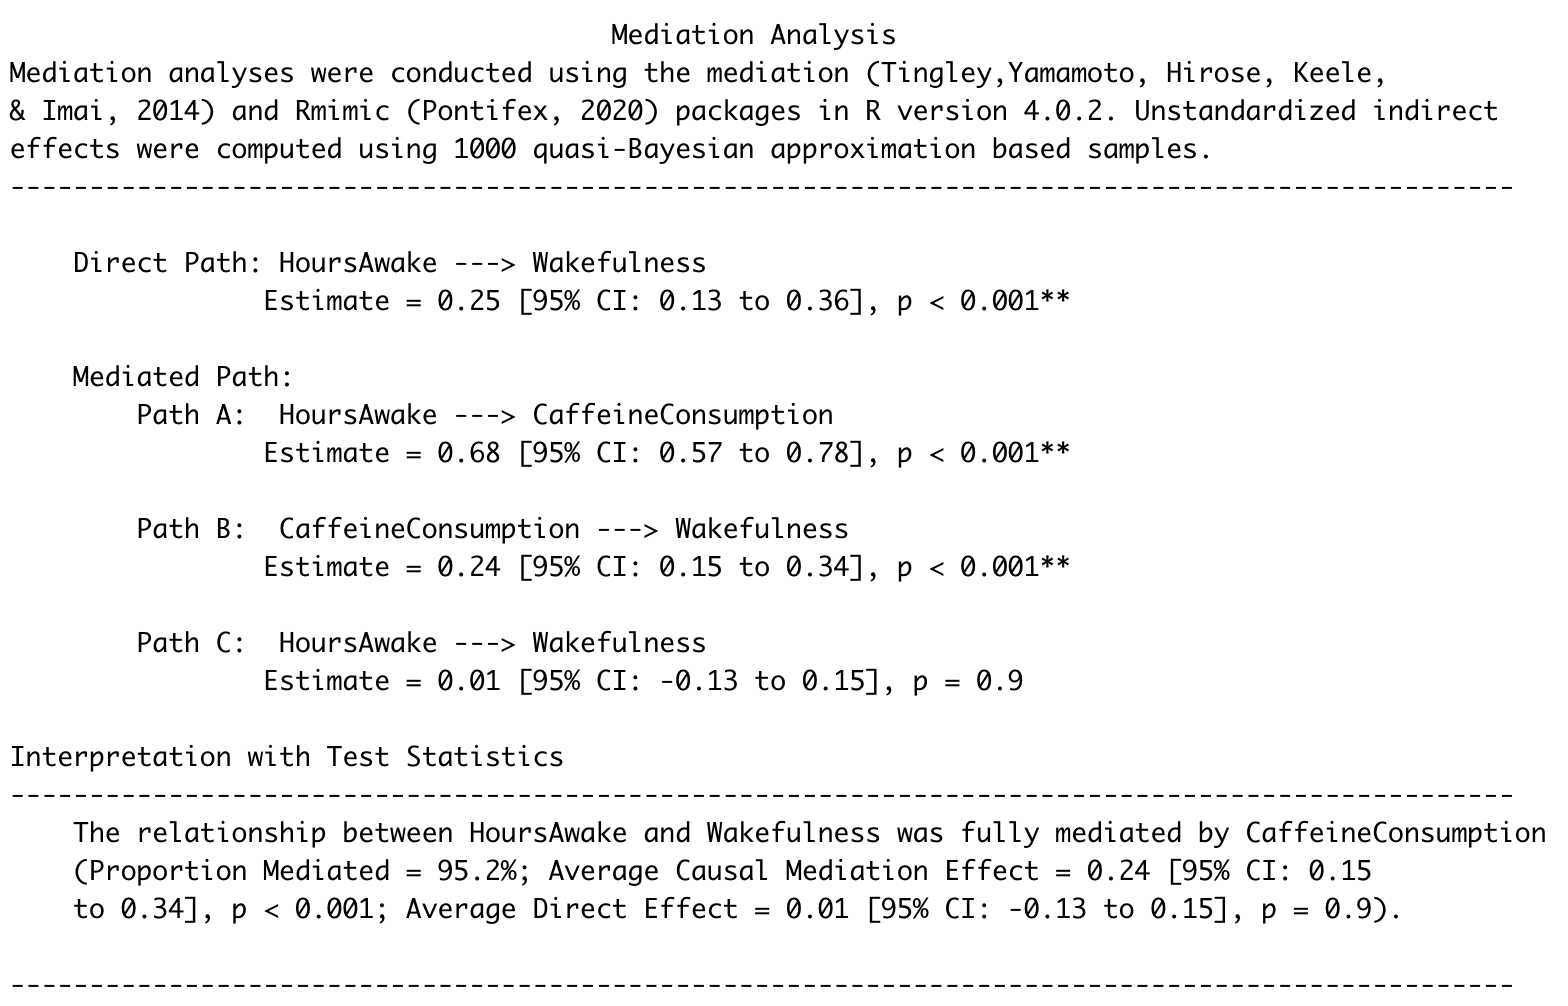 Mediation Analysis
Mediation analyses were conducted using the mediation (Tingley,Yamamoto, Hirose, Keele,
& Imai, 2014) and Rmimic (Pontifex, 2020) packages in R version 4.0.2. Unstandardized indirect
effects were computed using 1000 quasi-Bayesian approximation based samples.
-----------------------------------------------------------------------------------------------
Direct Path: HoursAwake ---> Wakefulness
Estimate = 0.25 [95% CI: 0.13 to 0.36], p < 0.001**
Mediated Path:
Path A:  HoursAwake ---> CaffeineConsumption
Estimate = 0.68 [95% CI: 0.57 to 0.78], p < 0.001**
Path B:  CaffeineConsumption ---> Wakefulness
Estimate = 0.24 [95% CI: 0.15 to 0.34], p < 0.001**
Path C:  HoursAwake ---> Wakefulness
Estimate = 0.01 [95% CI: -0.13 to 0.15], p = 0.9
Interpretation with Test Statistics
-----------------------------------------------------------------------------------------------
The relationship between HoursAwake and Wakefulness was fully mediated by CaffeineConsumption
(Proportion Mediated = 95.2%; Average Causal Mediation Effect = 0.24 [95% CI: 0.15
to 0.34], p < 0.001; Average Direct Effect = 0.01 [95% CI: -0.13 to 0.15], p = 0.9).
-----------------------------------------------------------------------------------------------